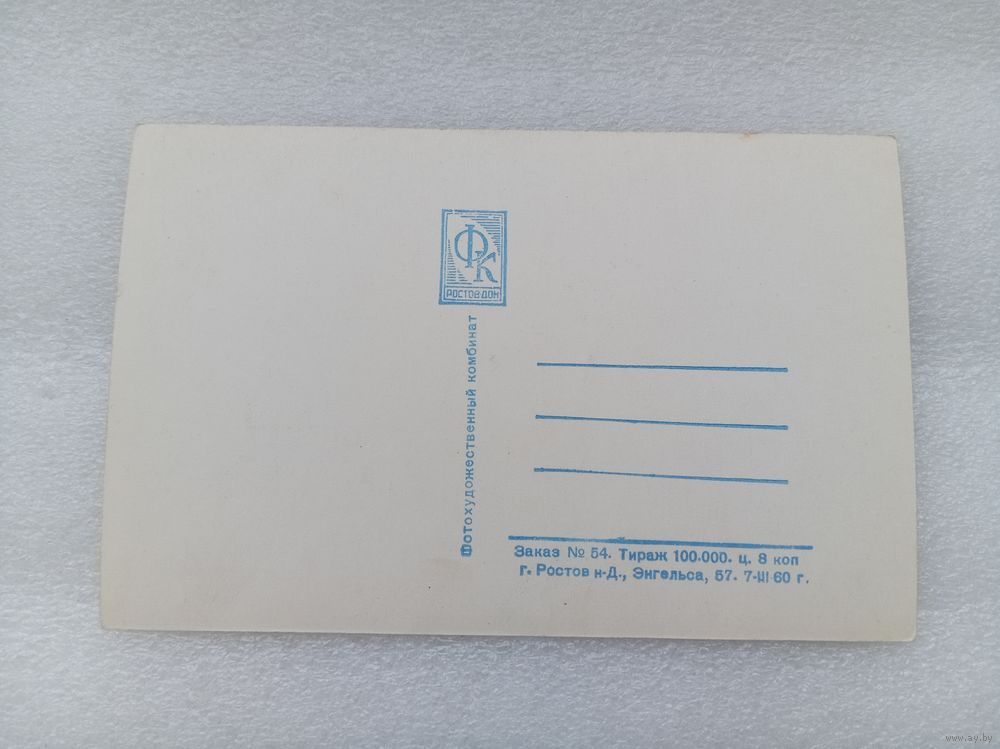 ФК
РОСТОВ-ДОН
Фотохудожественный комбинат
Заказ № 54. Тираж 100.000. ц. 8 коп
г. Ростов н-Д., Энгельса, 57. 7-III-60 г.
www.ay.by